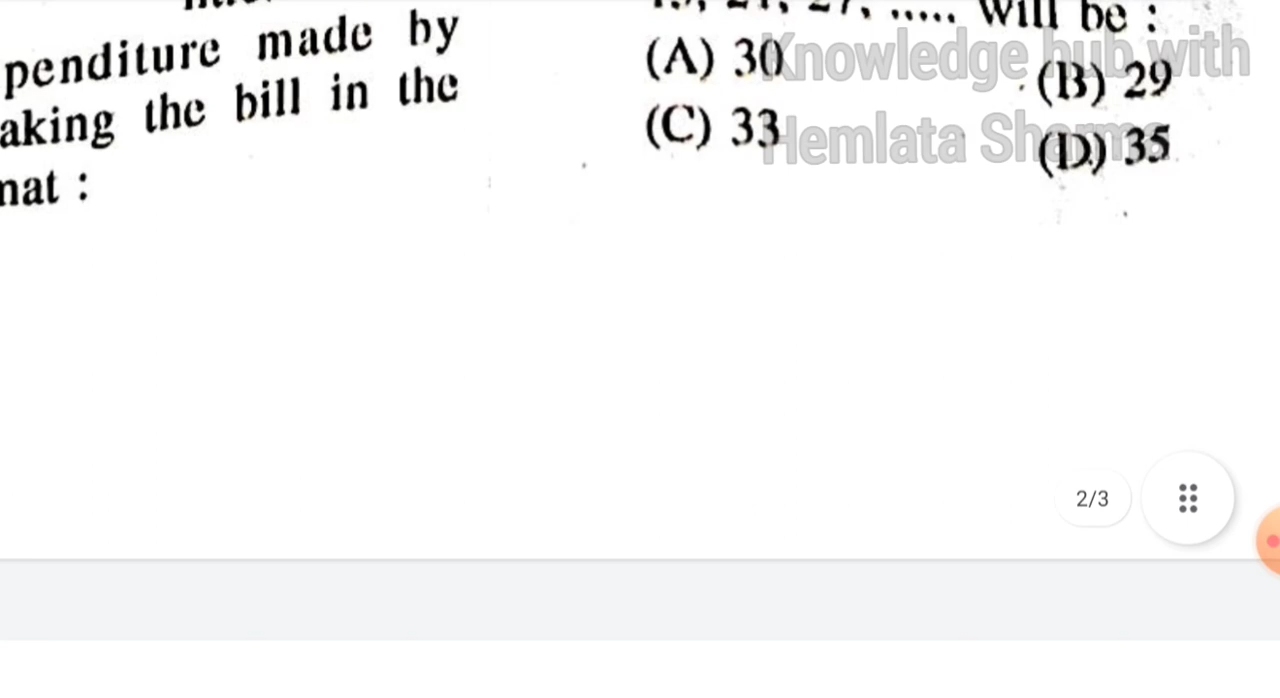 penditure made by
aking the bill in the
nat :
Will be :
(A) 30
(B) 29
(C) 33
(D) 35
Knowledge hub with
Hemlata Sharma
2/3